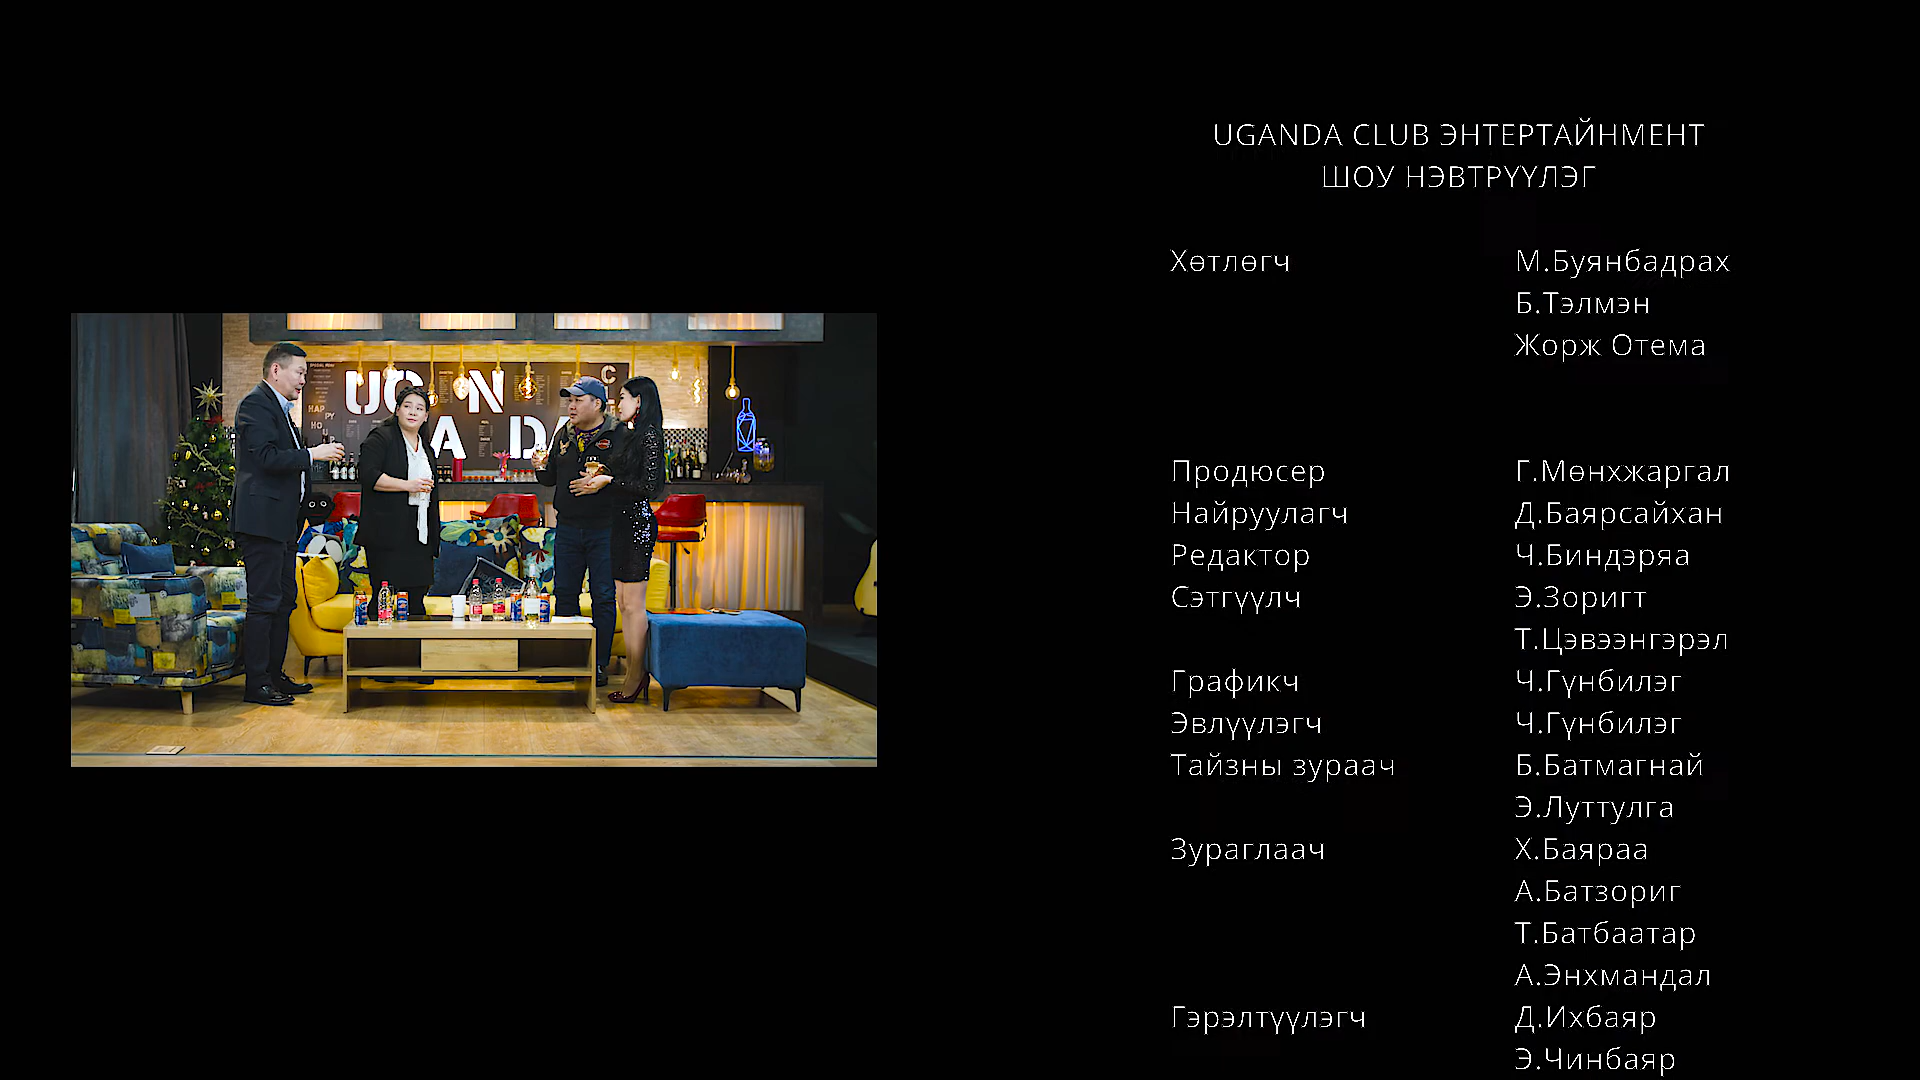 UGANDA CLUB ЭНТЕРТАЙНМЕНТ
ШОУ НЭВТРҮҮЛЭГ
Хөтлөгч М.Буянбадрах
Б.Тэлмэн
Жорж Отема
Продюсер Г.Мөнхжаргал
Найруулагч Д.Баярсайхан
Редактор Ч.Биндэряа
Сэтгүүлч Э.Зоригт
Т.Цэвээнгэрэл
Графикч Ч.Гүнбилэг
Эвлүүлэгч Ч.Гүнбилэг
Тайзны зураач Б.Батмагнай
Э.Луттулга
Зураглаач Х.Баяраа
А.Батзориг
Т.Батбаатар
А.Энхмандал
Гэрэлтүүлэгч Д.Ихбаяр
Э.Чинбаяр